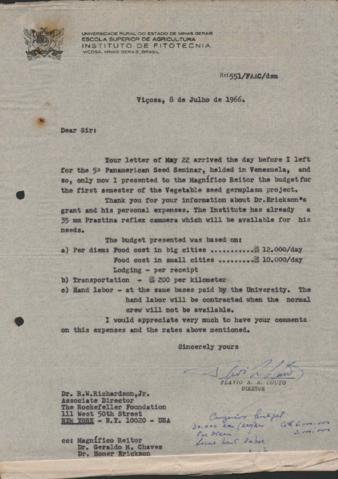 UNIVERSIDADE RURAL DO ESTADO DE MINAS GERAIS
ESCOLA SUPERIOR DE AGRICULTURA
INSTITUTO DE FITOTECNIA
VIÇOSA, MINAS GERAIS, BRASIL
Ref:551/FAAC/dsm
Viçosa, 8 de Julho de 1966.
Dear Sir:
Your letter of May 22 arrived the day before I left
for the 5ª Panamerican Seed Seminar, held in Venezuela, and
so, only now I presented to the Magnífico Reitor the budget for
the first semester of the Vegetable seed germplasm project.
Thank you for your information about Dr.Erickson's
grant and his personal expenses. The Institute has already a
35 mm Practina reflex camera which will be available for his
needs.
The budget presented was based on:
a) Per diem: Food cost in big cities ...... 12.000/day
Food cost in small cities ..... 10.000/day
Lodging - per receipt
b) Transportation - 200 per kilometer
c) Hand labor - at the same bases paid by the University. The
hand labor will be contracted when the normal
crew will not be available.
I would appreciate very much to have your comments
on this expenses and the rates above mentioned.
Sincerely yours
FLAVIO A. A. COUTO
DIRETOR
Dr. R.W.Richardson,Jr.
Associate Director
The Rockefeller Foundation
111 West 50th Street
NEW YORK - N.Y. 10020 - USA
cc: Magnífico Reitor
Dr. Geraldo M. Chaves
Dr. Homer Erickson